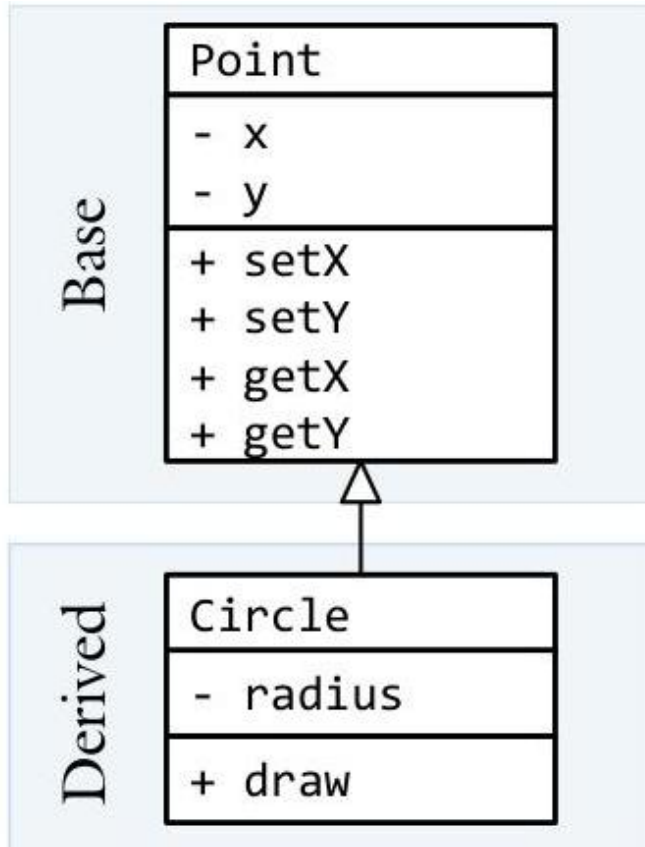 Base
Point
- x
- y
+ setX
+ setY
+ getX
+ getY
Derived
Circle
- radius
+ draw